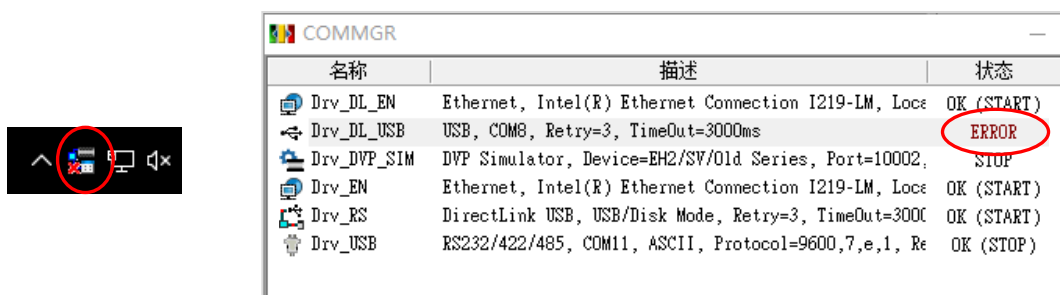 COMMGR
名称 描述 状态
Drv_DL_EN Ethernet, Intel(R) Ethernet Connection I219-LM, Loca OK (START)
Drv_DL_USB USB, COM8, Retry=3, TimeOut=3000ms ERROR
Drv_DVP_SIM DVP Simulator, Device=EH2/SV/Old Series, Port=10002, STOP
Drv_EN Ethernet, Intel(R) Ethernet Connection I219-LM, Loca OK (START)
Drv_RS DirectLink USB, USB/Disk Mode, Retry=3, TimeOut=3000 OK (START)
Drv_USB RS232/422/485, COM11, ASCII, Protocol=9600,7,e,1, Re OK (STOP)